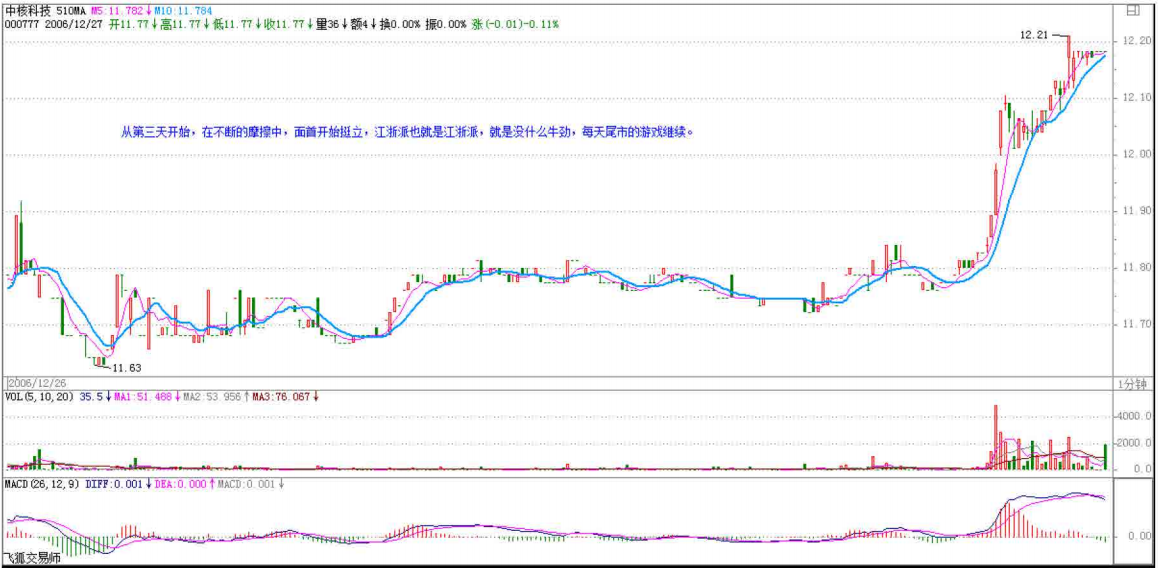 中核科技 510MA M5:11.782↓M10:11.784
000777 2006/12/27 开11.77↓高11.77↓低11.77↓收11.77↓量36↓额4↓换0.00% 振0.00% 涨(-0.01)-0.11%
12.21
12.20
12.10
从第三天开始，在不断的摩擦中，面首开始挺立，江浙派也就是江浙派，就是没什么牛劲，每天尾市的游戏继续。
12.00
11.90
11.80
11.70
11.63
2006/12/26
1分钟
VOL(5,10,20) 35.5↓MA1:51.488↓MA2:53.956↑MA3:76.067↓
4000.0
2000.0
0.0
MACD(26,12,9) DIFF:0.001↓DEA:0.000↑MACD:0.001↓
0.00
飞狐交易师